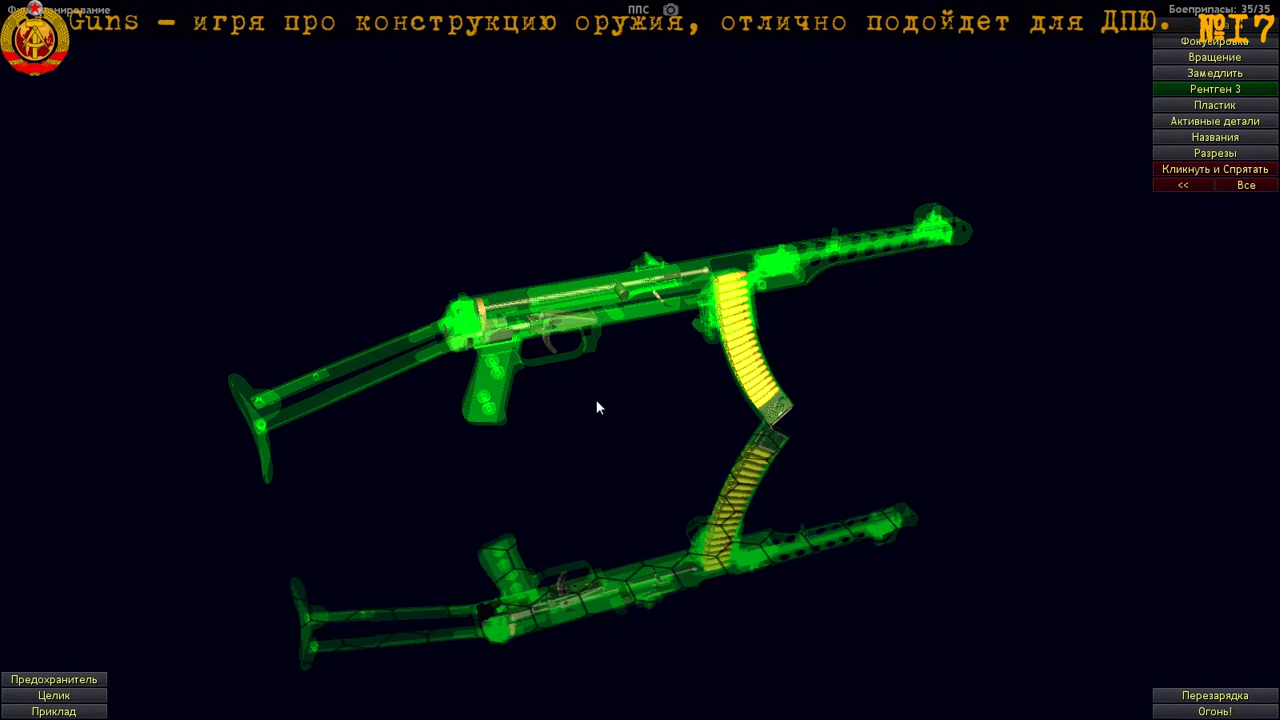 ППС
Боеприпасы: 35/35
Guns — игря про конструкцию оружия, отлично подойдет для ДПЮ. №17
Фокусировка
Вращение
Замедлить
Рентген 3
Пластик
Активные детали
Названия
Разрезы
Кликнуть и Спрятать
<< Все
Предохранитель
Целик
Приклад
Перезарядка
Огонь!